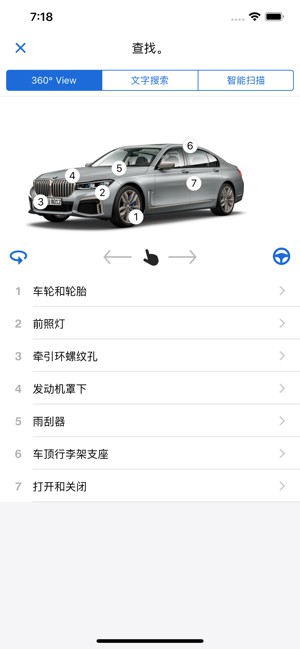 7:18
查找。
360° View
文字搜索
智能扫描
6
5
4
2
7
3
1
1 车轮和轮胎
2 前照灯
3 牵引环螺纹孔
4 发动机罩下
5 雨刮器
6 车顶行李架支座
7 打开和关闭